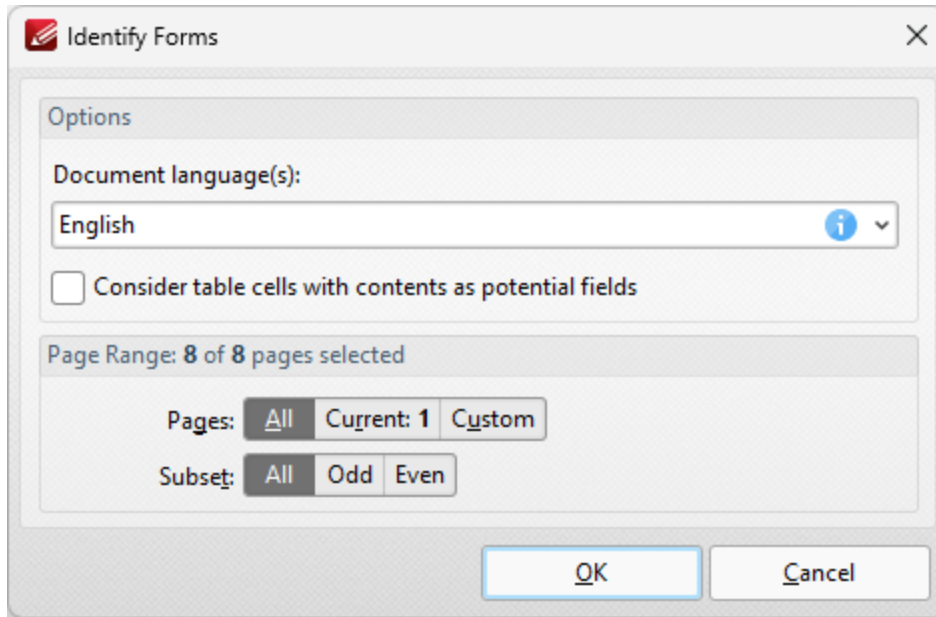 Identify Forms
Options
Document language(s):
English
Consider table cells with contents as potential fields
Page Range: 8 of 8 pages selected
Pages: All Current: 1 Custom
Subset: All Odd Even
OK Cancel